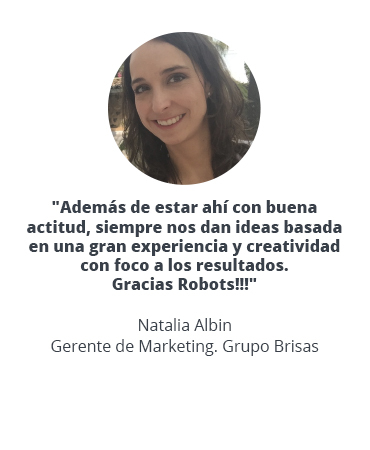 "Además de estar ahí con buena
actitud, siempre nos dan ideas basada
en una gran experiencia y creatividad
con foco a los resultados.
Gracias Robots!!!"
Natalia Albin
Gerente de Marketing. Grupo Brisas